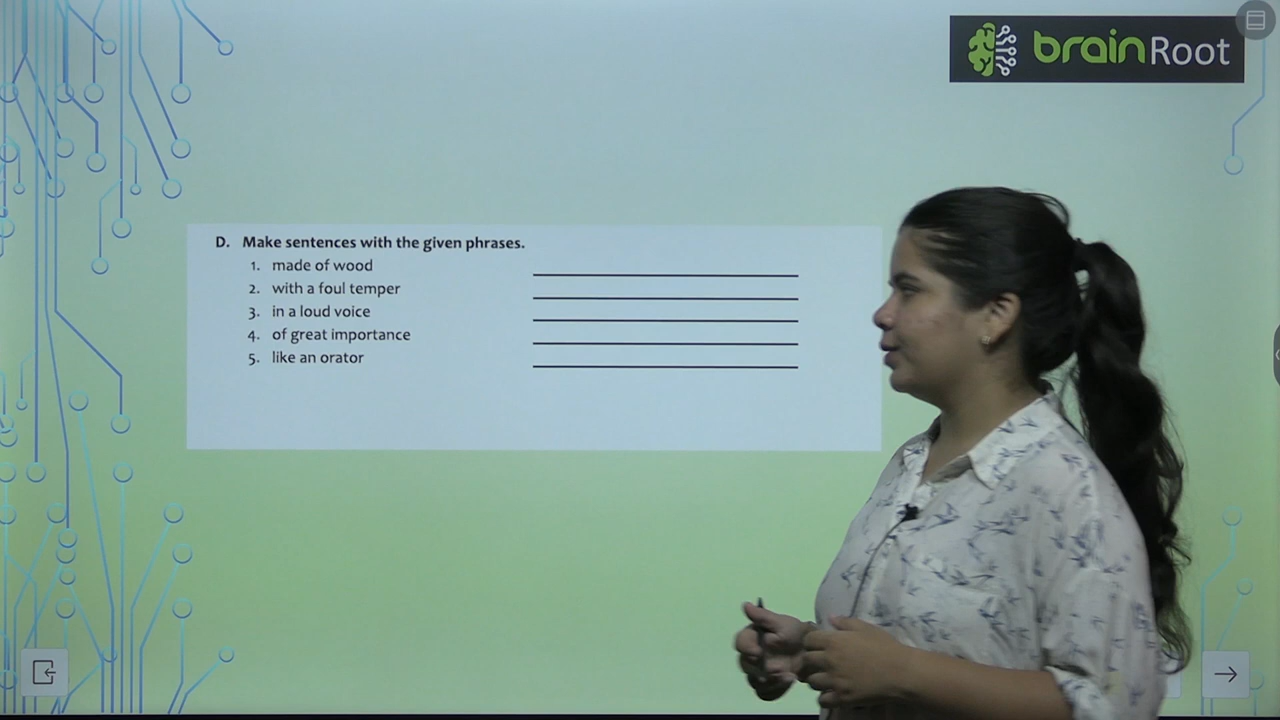 brainRoot
D. Make sentences with the given phrases.
1. made of wood
2. with a foul temper
3. in a loud voice
4. of great importance
5. like an orator